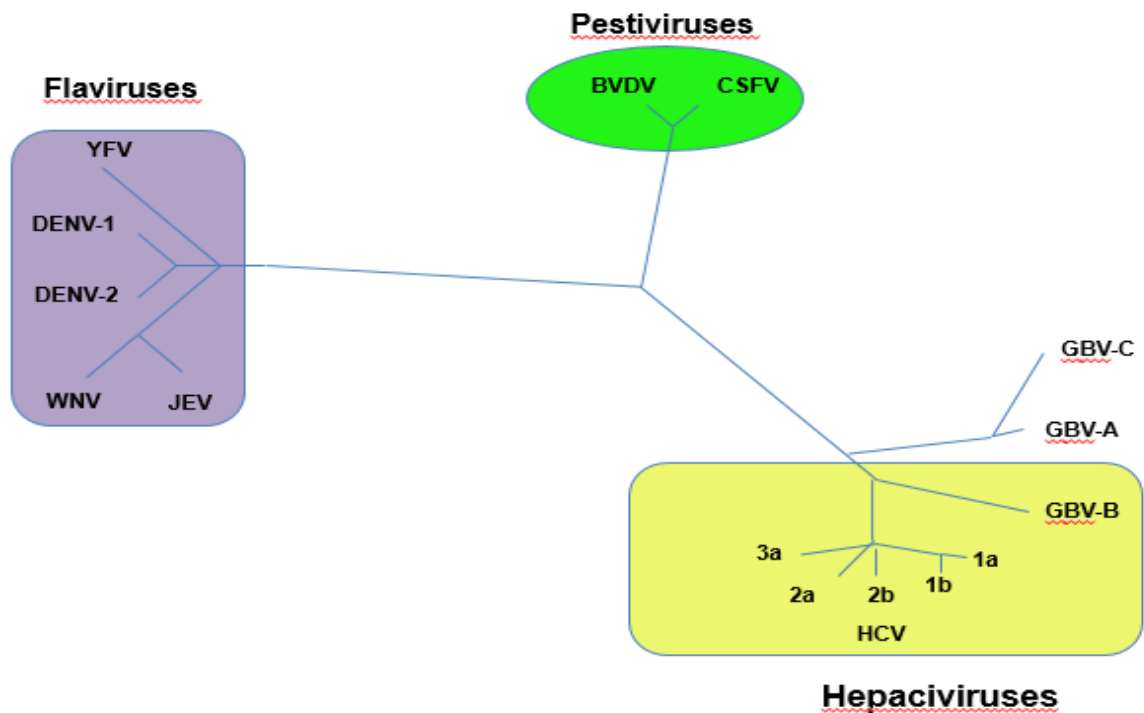 Pestiviruses
BVDV CSFV
Flaviruses
YFV
DENV-1
DENV-2
WNV JEV
GBV-C
GBV-A
GBV-B
3a
1a
2a
2b
1b
HCV
Hepaciviruses